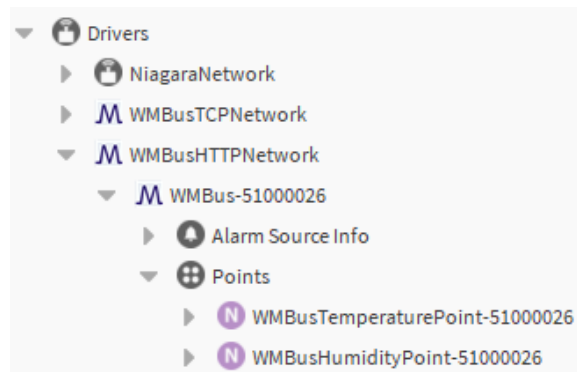 Drivers
NiagaraNetwork
WMBusTCPNetwork
WMBusHTTPNetwork
WMBus-51000026
Alarm Source Info
Points
WMBusTemperaturePoint-51000026
WMBusHumidityPoint-51000026